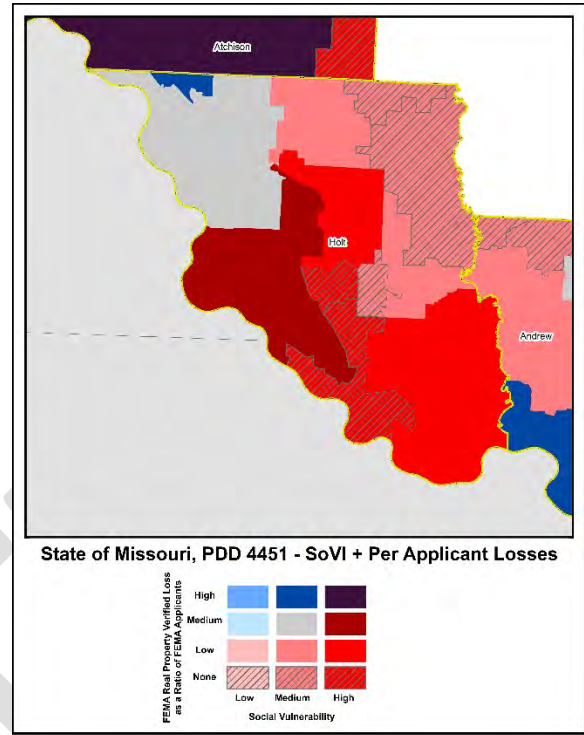 Atchison
Holt
Andrew
State of Missouri, PDD 4451 - SoVI + Per Applicant Losses
FEMA Real Property Verified Loss
as a Ratio of FEMA Applicants
High
Medium
Low
None
Low Medium High
Social Vulnerability